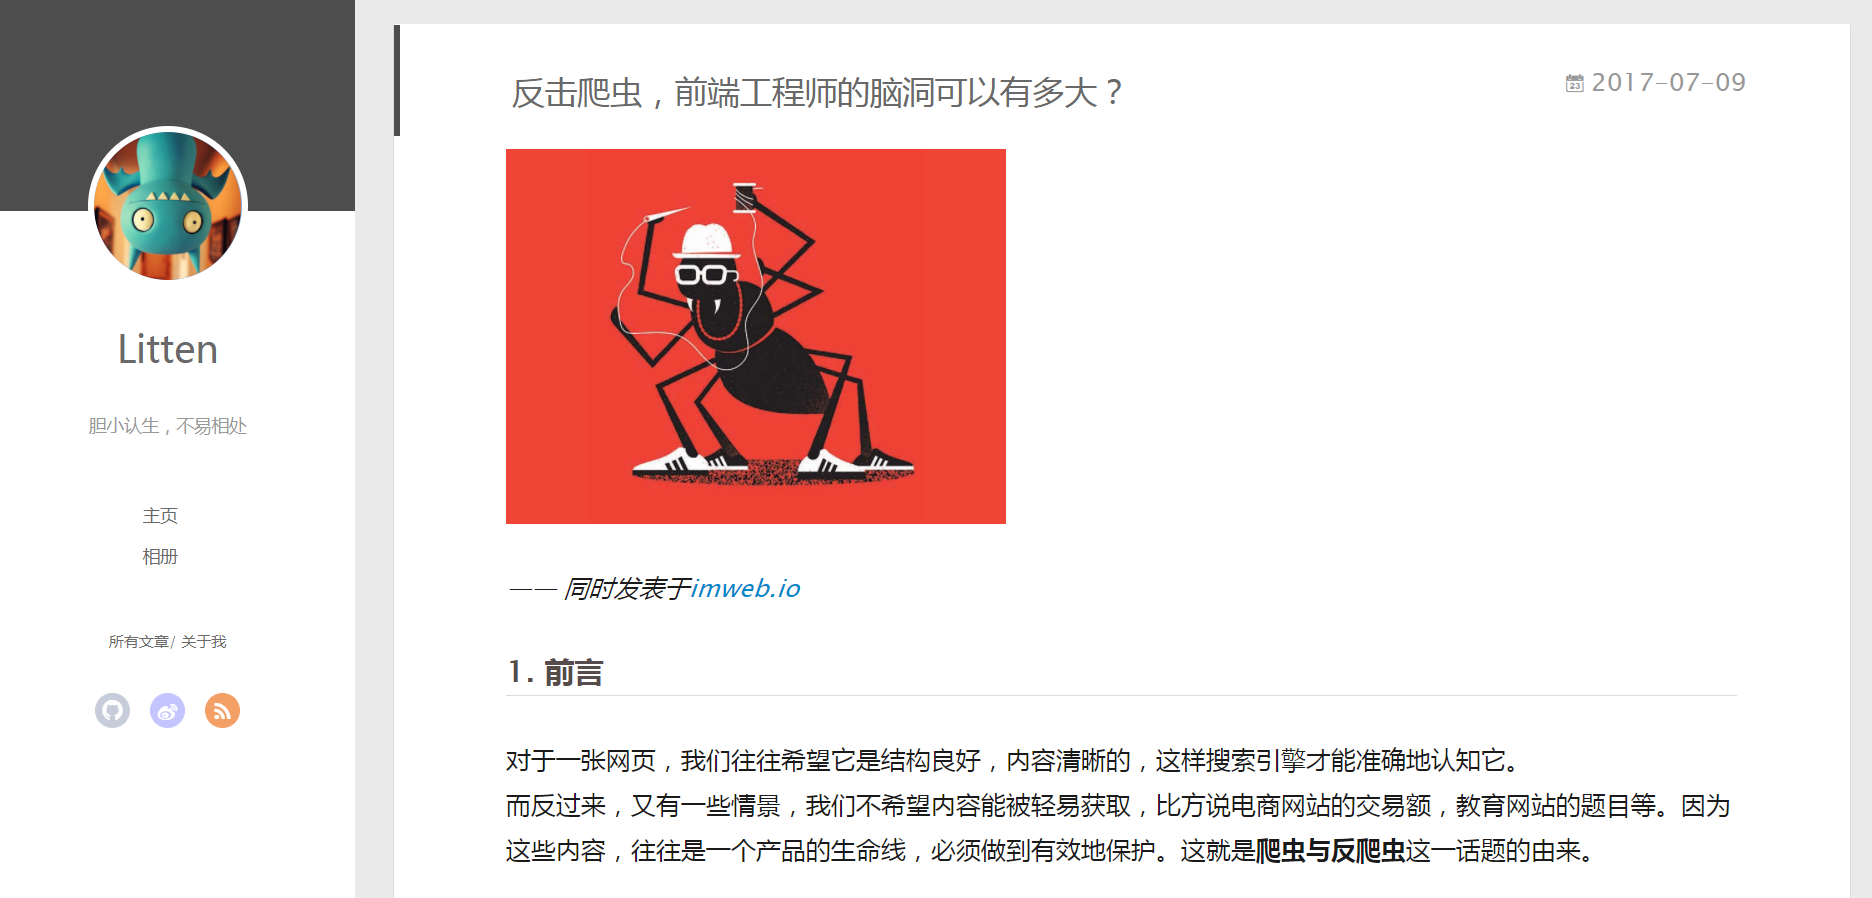 Litten
胆小认生，不易相处
主页
相册
所有文章/ 关于我
反击爬虫，前端工程师的脑洞可以有多大？
23
2017-07-09
—— 同时发表于imweb.io
1. 前言
对于一张网页，我们往往希望它是结构良好，内容清晰的，这样搜索引擎才能准确地认知它。
而反过来，又有一些情景，我们不希望内容能被轻易获取，比方说电商网站的交易额，教育网站的题目等。因为
这些内容，往往是一个产品的生命线，必须做到有效地保护。这就是爬虫与反爬虫这一话题的由来。